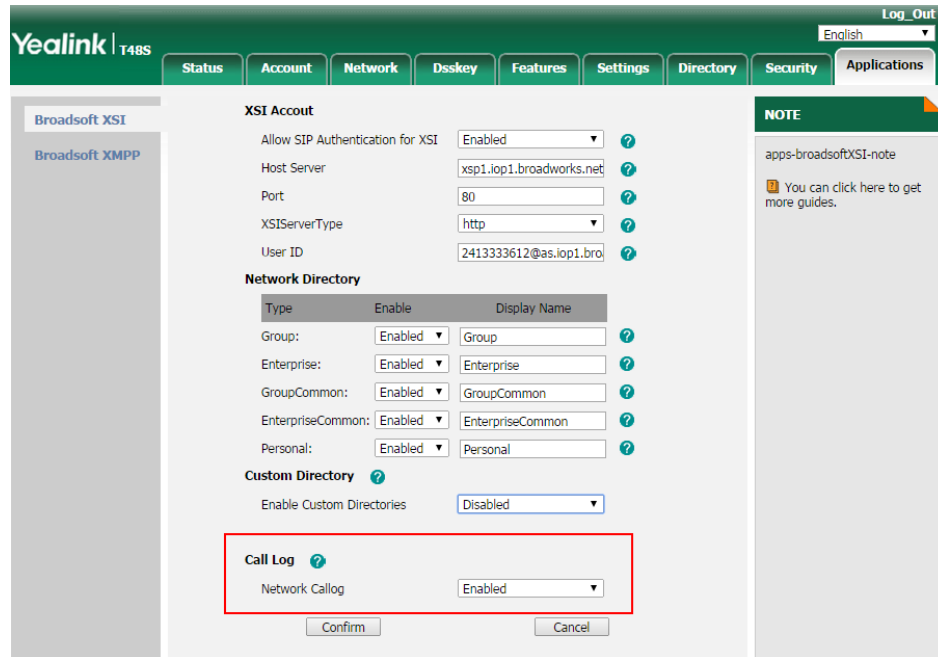 Log_Out
Yealink | T48S
English
Status Account Network Dsskey Features Settings Directory Security Applications
Broadsoft XSI
Broadsoft XMPP
XSI Accout
Allow SIP Authentication for XSI Enabled
Host Server xsp1.iop1.broadworks.net
Port 80
XSIServerType http
User ID 2413333612@as.iop1.bro
Network Directory
Type Enable Display Name
Group: Enabled Group
Enterprise: Enabled Enterprise
GroupCommon: Enabled GroupCommon
EnterpriseCommon: Enabled EnterpriseCommon
Personal: Enabled Personal
Custom Directory
Enable Custom Directories Disabled
Call Log
Network Callog Enabled
Confirm Cancel
NOTE
apps-broadsoftXSI-note
You can click here to get
more guides.